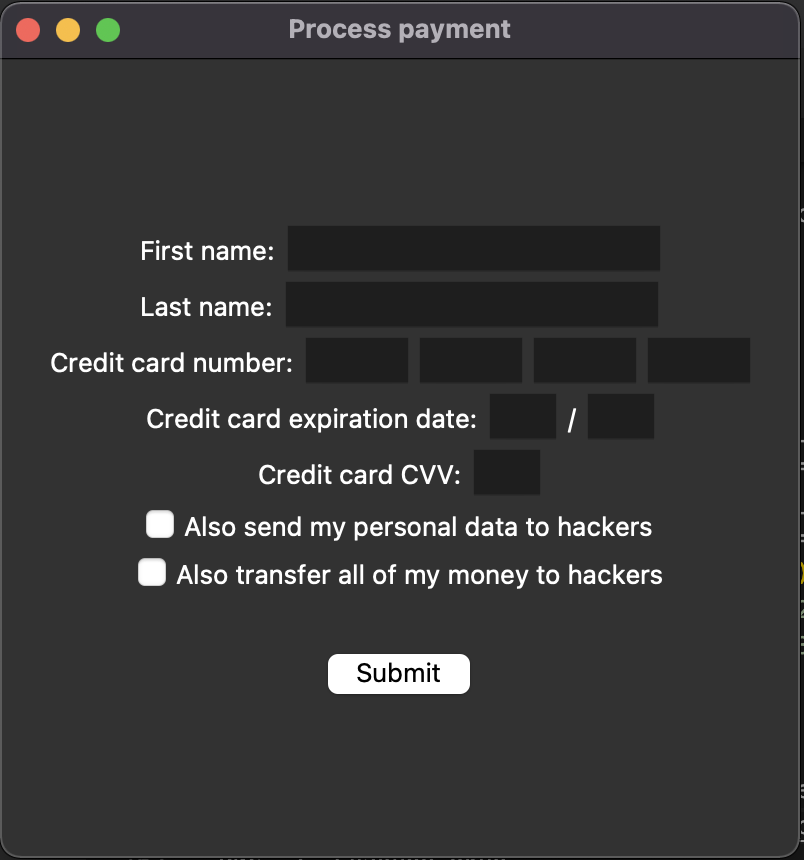 Process payment
First name:
Last name:
Credit card number:
Credit card expiration date: /
Credit card CVV:
Also send my personal data to hackers
Also transfer all of my money to hackers
Submit